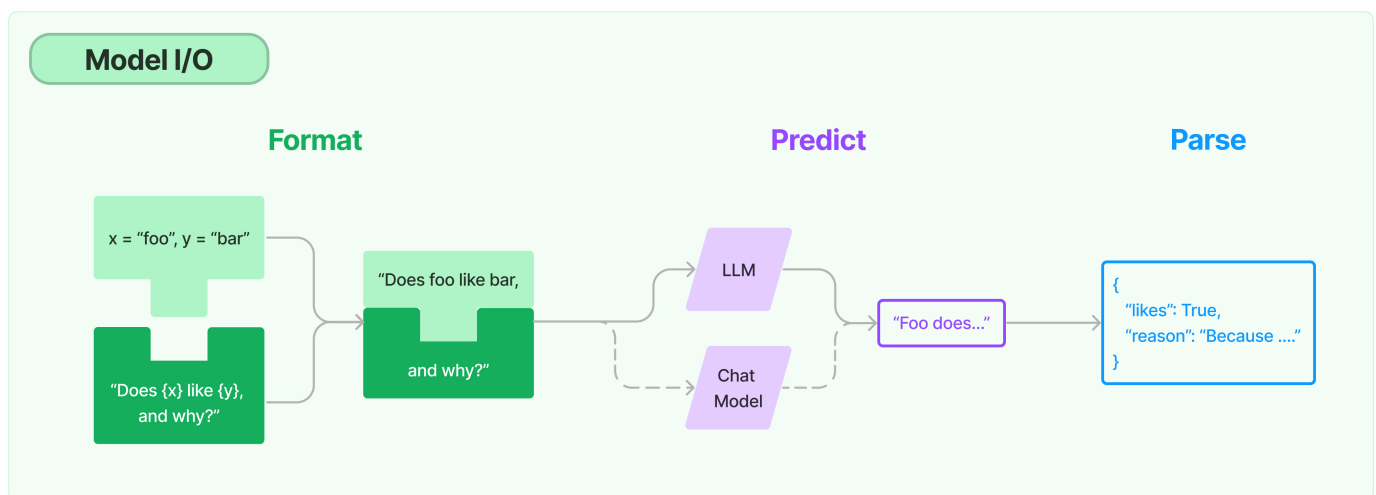 Model I/O
Format
Predict
Parse
x = “foo”, y = “bar”
“Does {x} like {y},
and why?”
“Does foo like bar,
and why?”
LLM
Chat
Model
“Foo does...”
{
“likes”: True,
“reason”: “Because ....”
}